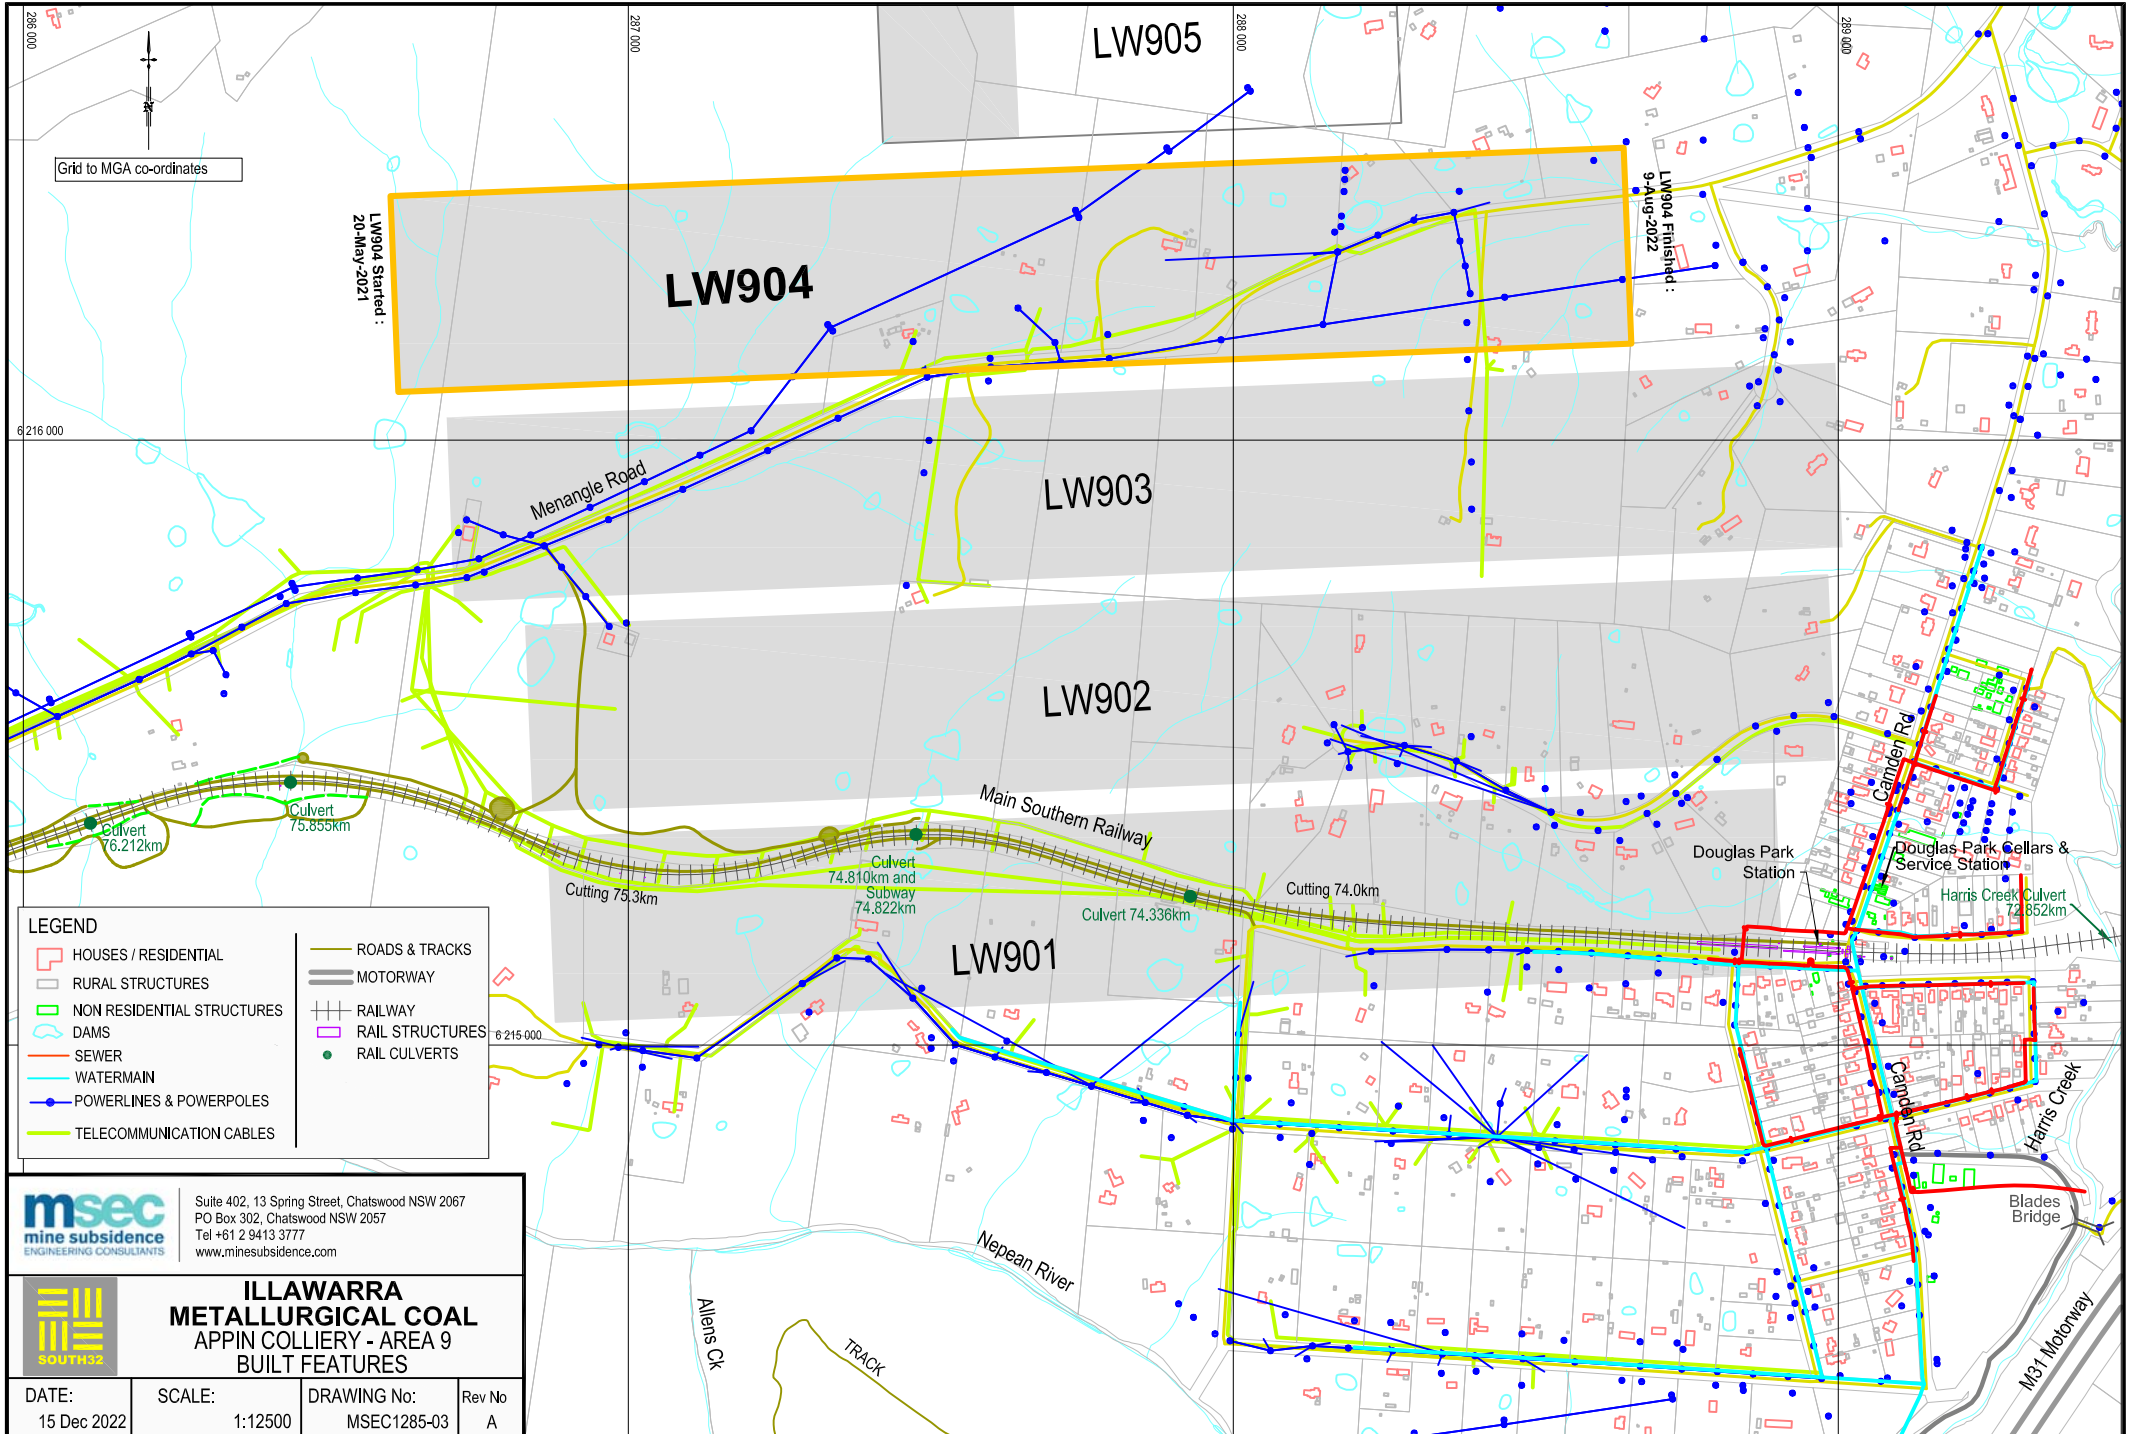 286 000
287 000
288 000
289 000
LW905
Grid to MGA co-ordinates
N
LW904 Started :
20-May-2021
LW904
LW904 Finished :
9-Aug-2022
6 216 000
Menangle Road
LW903
LW902
Camden Rd
Main Southern Railway
Culvert
75.855km
Culvert
76.212km
Cutting 75.3km
Culvert
74.810km and
Subway
74.822km
Culvert 74.336km
Cutting 74.0km
Douglas Park
Station
Douglas Park Cellars &
Service Station
Harris Creek Culvert
72.852km
LW901
6 215 000
LEGEND
HOUSES / RESIDENTIAL
RURAL STRUCTURES
NON RESIDENTIAL STRUCTURES
DAMS
SEWER
WATERMAIN
POWERLINES & POWERPOLES
TELECOMMUNICATION CABLES
ROADS & TRACKS
MOTORWAY
RAILWAY
RAIL STRUCTURES
RAIL CULVERTS
Camden Rd
Harris Creek
Blades
Bridge
M31 Motorway
Nepean River
Allens Ck
TRACK
msec
mine subsidence
ENGINEERING CONSULTANTS
Suite 402, 13 Spring Street, Chatswood NSW 2067
PO Box 302, Chatswood NSW 2057
Tel +61 2 9413 3777
www.minesubsidence.com
SOUTH32
ILLAWARRA
METALLURGICAL COAL
APPIN COLLIERY - AREA 9
BUILT FEATURES
DATE:
15 Dec 2022
SCALE:
1:12500
DRAWING No:
MSEC1285-03
Rev No
A